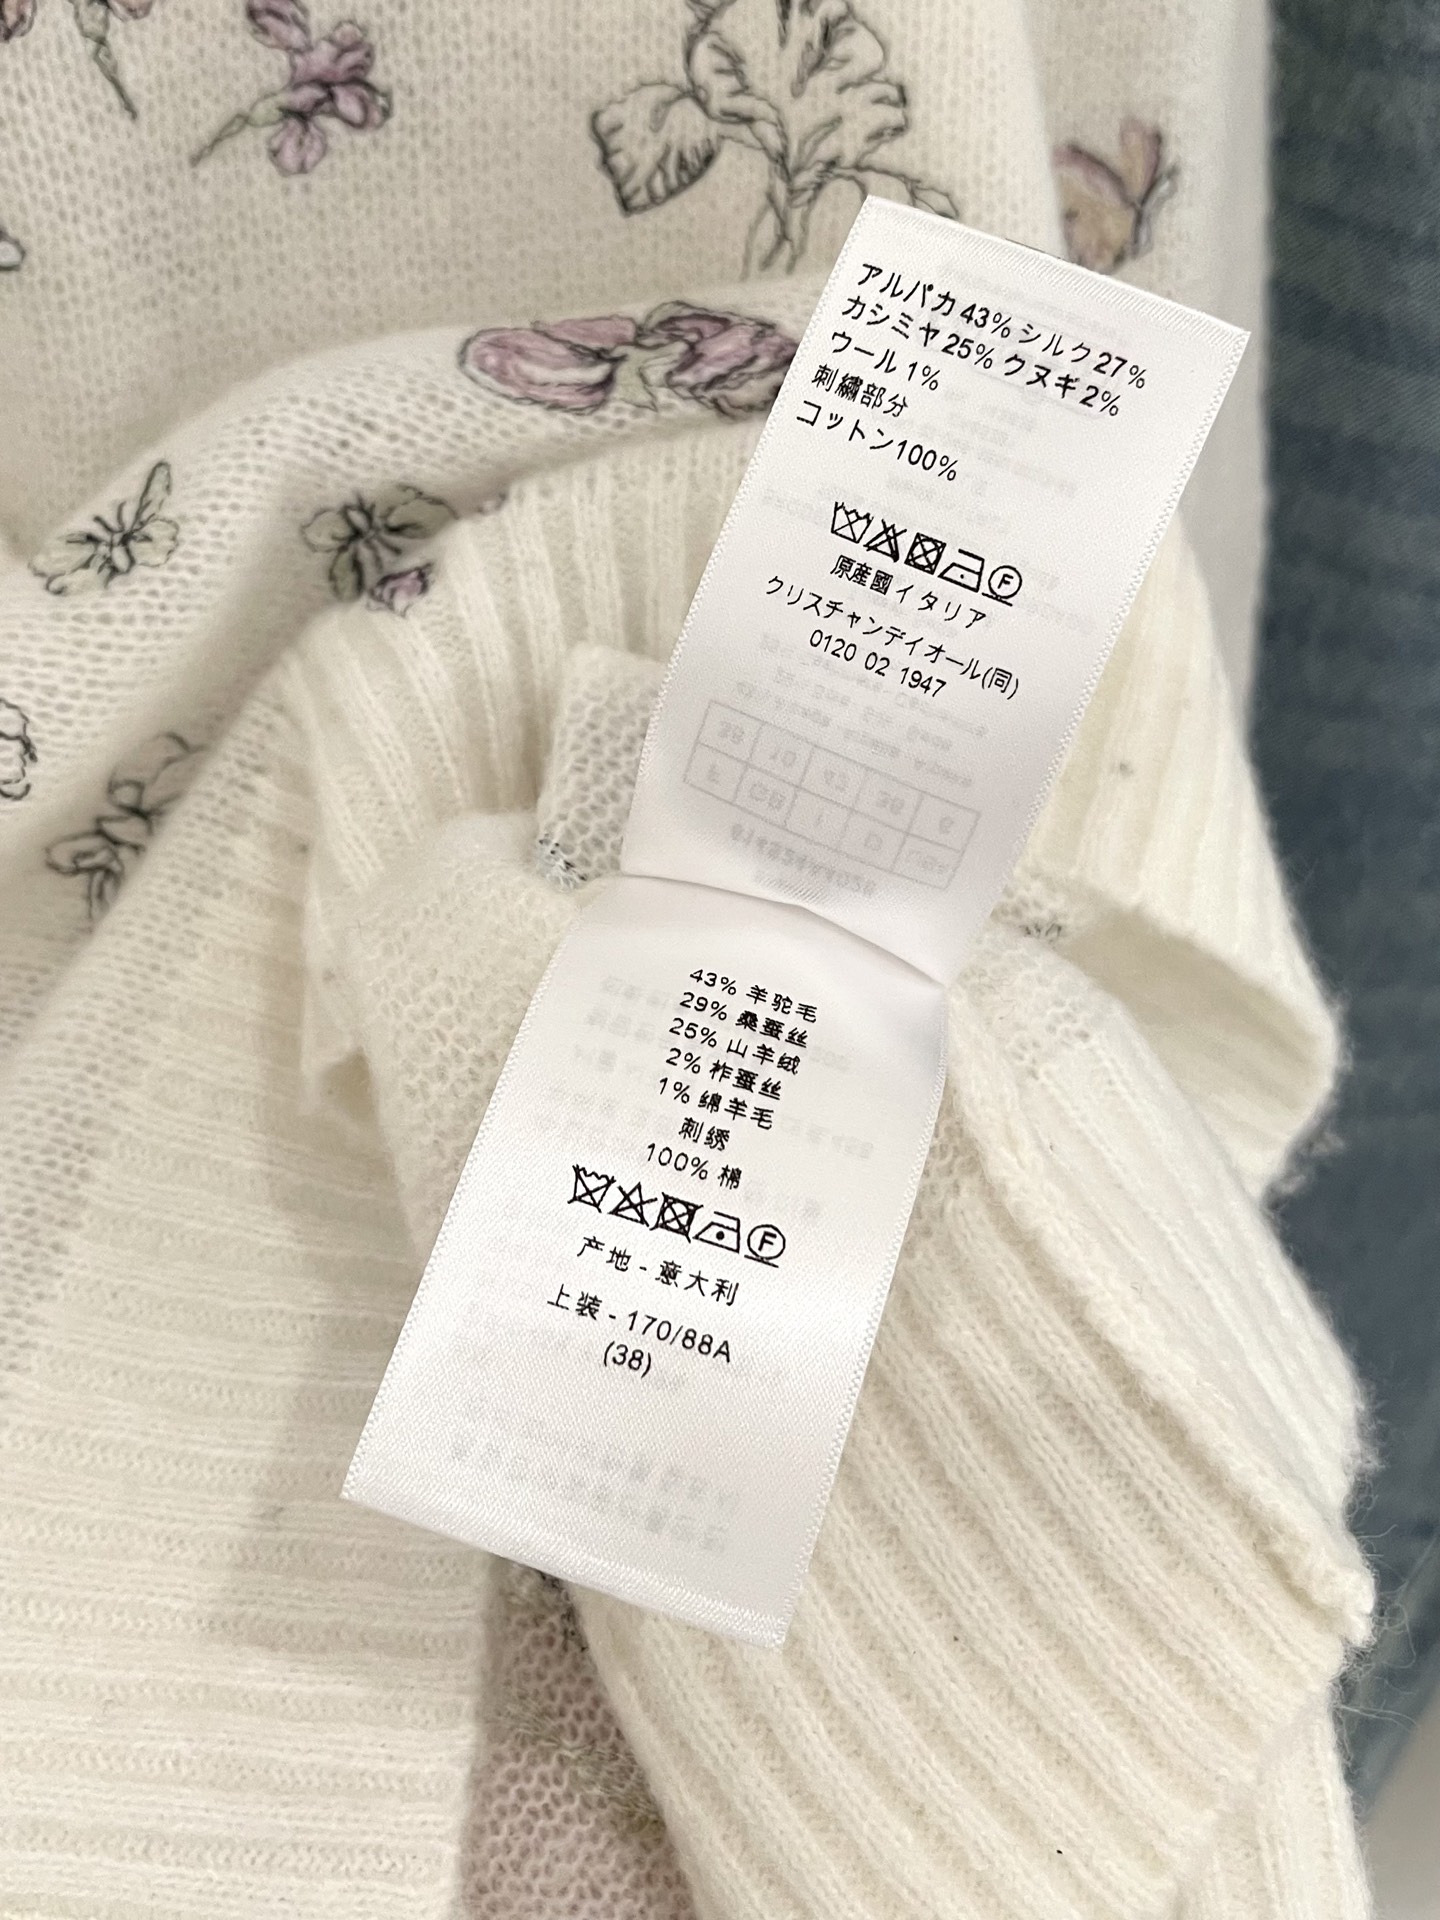 アルパカ 43% シルク 27%
カシミヤ 25% クヌギ 2%
ウール 1%
刺繍部分
コットン100%
F
原産國イタリア
クリスチャンディオール(同)
0120 02 1947
43% 羊驼毛
29% 桑蚕丝
25% 山羊绒
2% 柞蚕丝
1% 绵羊毛
刺绣
100% 棉
F
产地 - 意大利
上装 - 170/88A
(38)